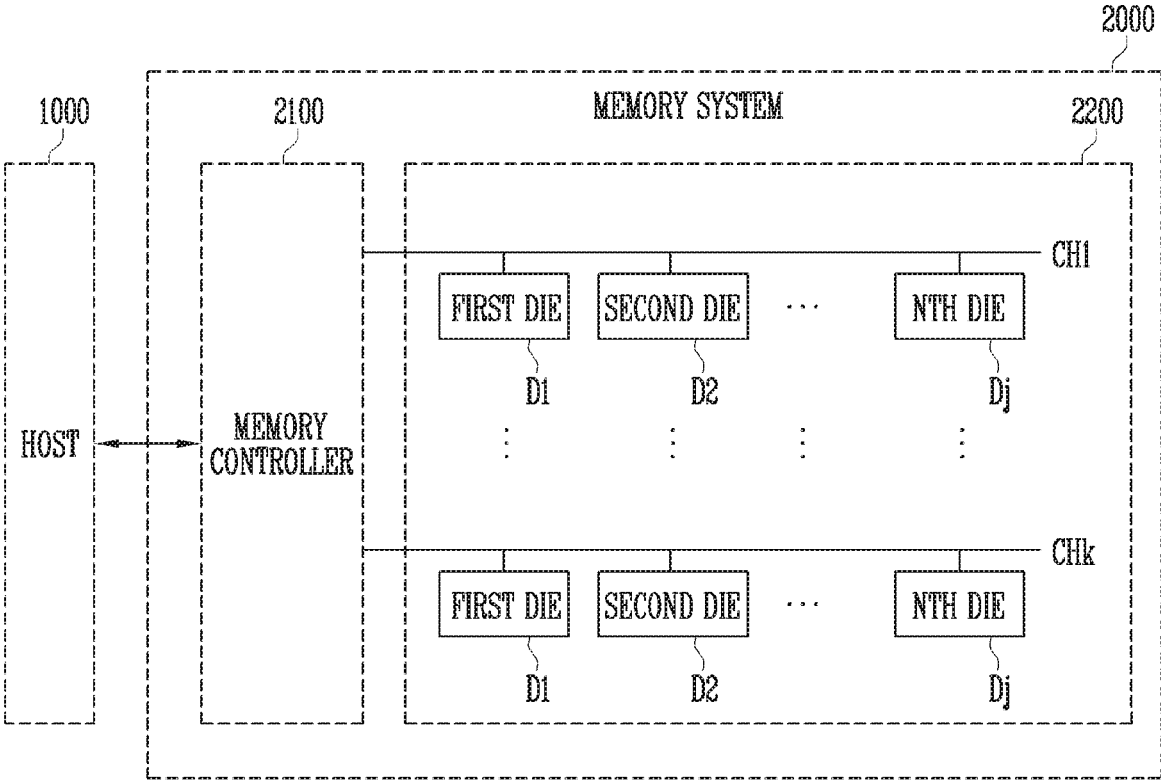 2000
MEMORY SYSTEM
1000
2100
2200
CH1
FIRST DIE
SECOND DIE
...
NTH DIE
D1
D2
Dj
HOST
MEMORY
CONTROLLER
CHk
FIRST DIE
SECOND DIE
...
NTH DIE
D1
D2
Dj